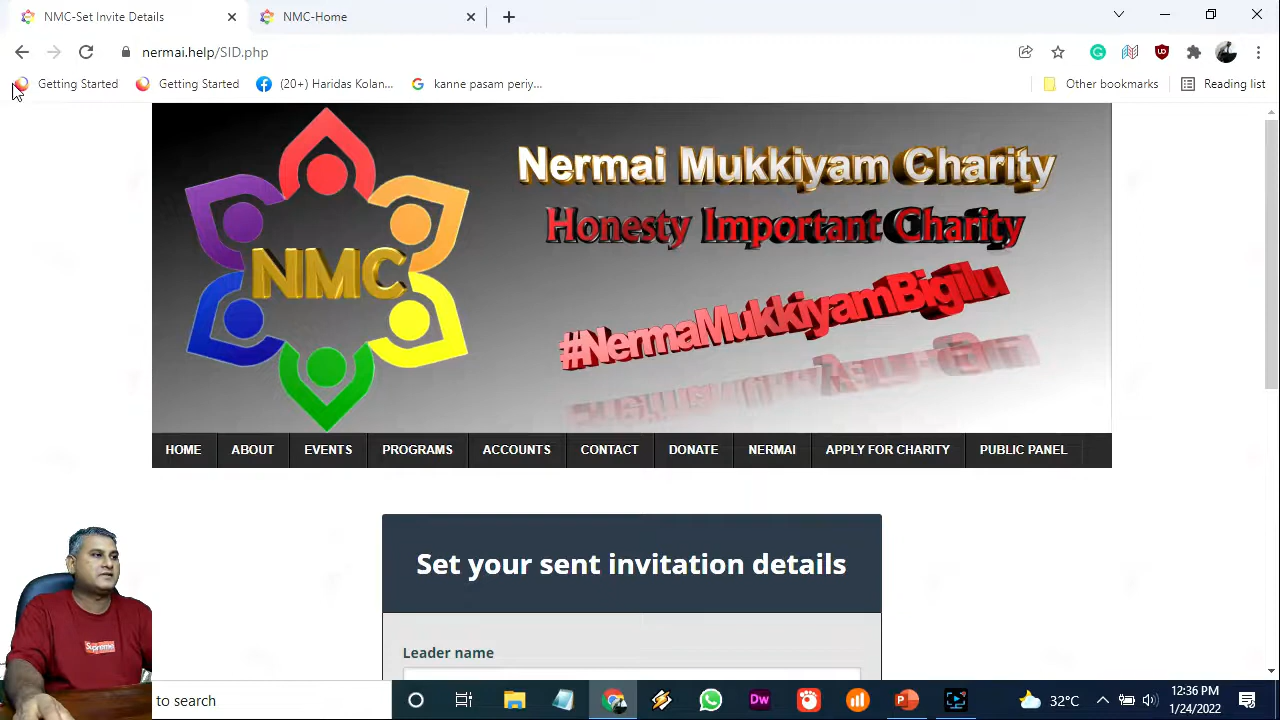 NMC-Set Invite Details
NMC-Home
nermai.help/SID.php
Getting Started
Getting Started
(20+) Haridas Kolan...
kanne pasam periy...
Other bookmarks
Reading list
Nermai Mukkiyam Charity
Honesty Important Charity
#NermaMukkiyamBigilu
NMC
HOME
ABOUT
EVENTS
PROGRAMS
ACCOUNTS
CONTACT
DONATE
NERMAI
APPLY FOR CHARITY
PUBLIC PANEL
Set your sent invitation details
Leader name
Supreme
to search
Dw
32°C
12:36 PM
1/24/2022